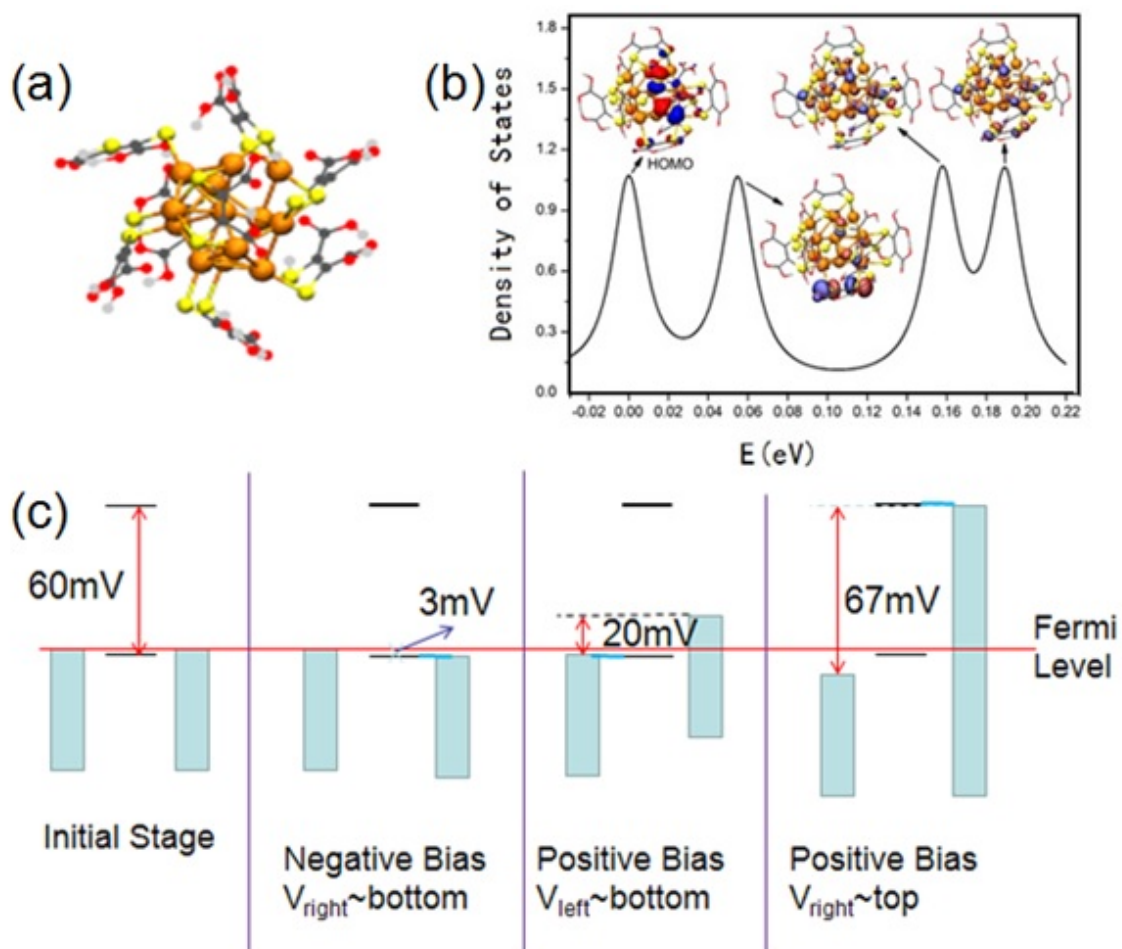 (a)
(b)
Density of States
1.8
1.5
1.2
0.9
0.6
0.3
0.0
HOMO
-0.02 0.00 0.02 0.04 0.06 0.08 0.10 0.12 0.14 0.16 0.18 0.20 0.22
E(eV)
(c)
60mV
3mV
20mV
67mV
Fermi
Level
Initial Stage
Negative Bias
Vright~bottom
Positive Bias
Vleft~bottom
Positive Bias
Vright~top